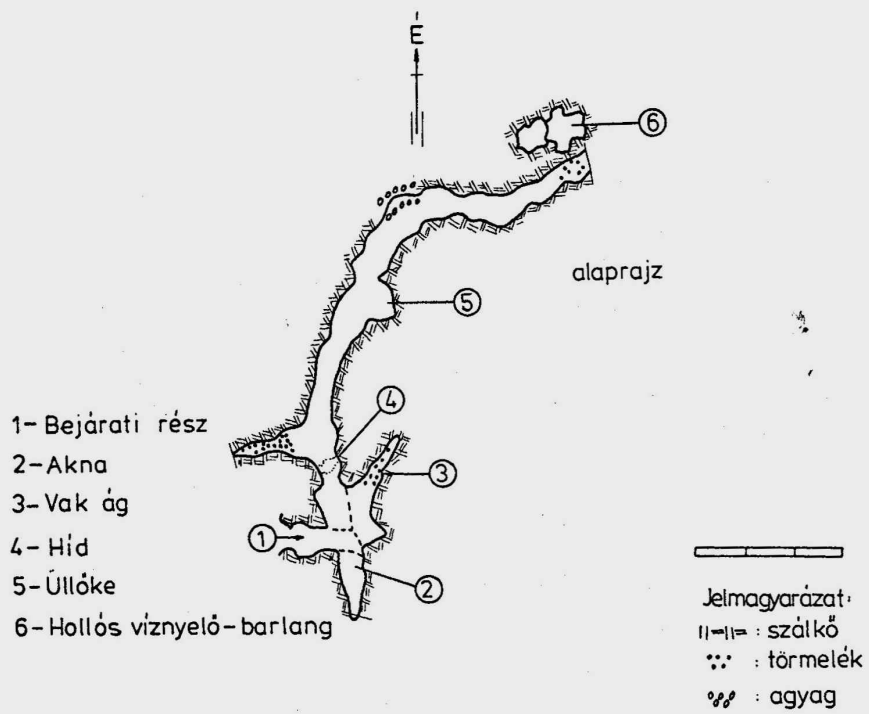 É
6
alaprajz
5
4
3
1
2
1- Bejárati rész
2- Akna
3- Vak ág
4- Híd
5- Üllőke
6- Hollós víznyelő-barlang
Jelmagyarázat:
: szálkő
: törmelék
: agyag